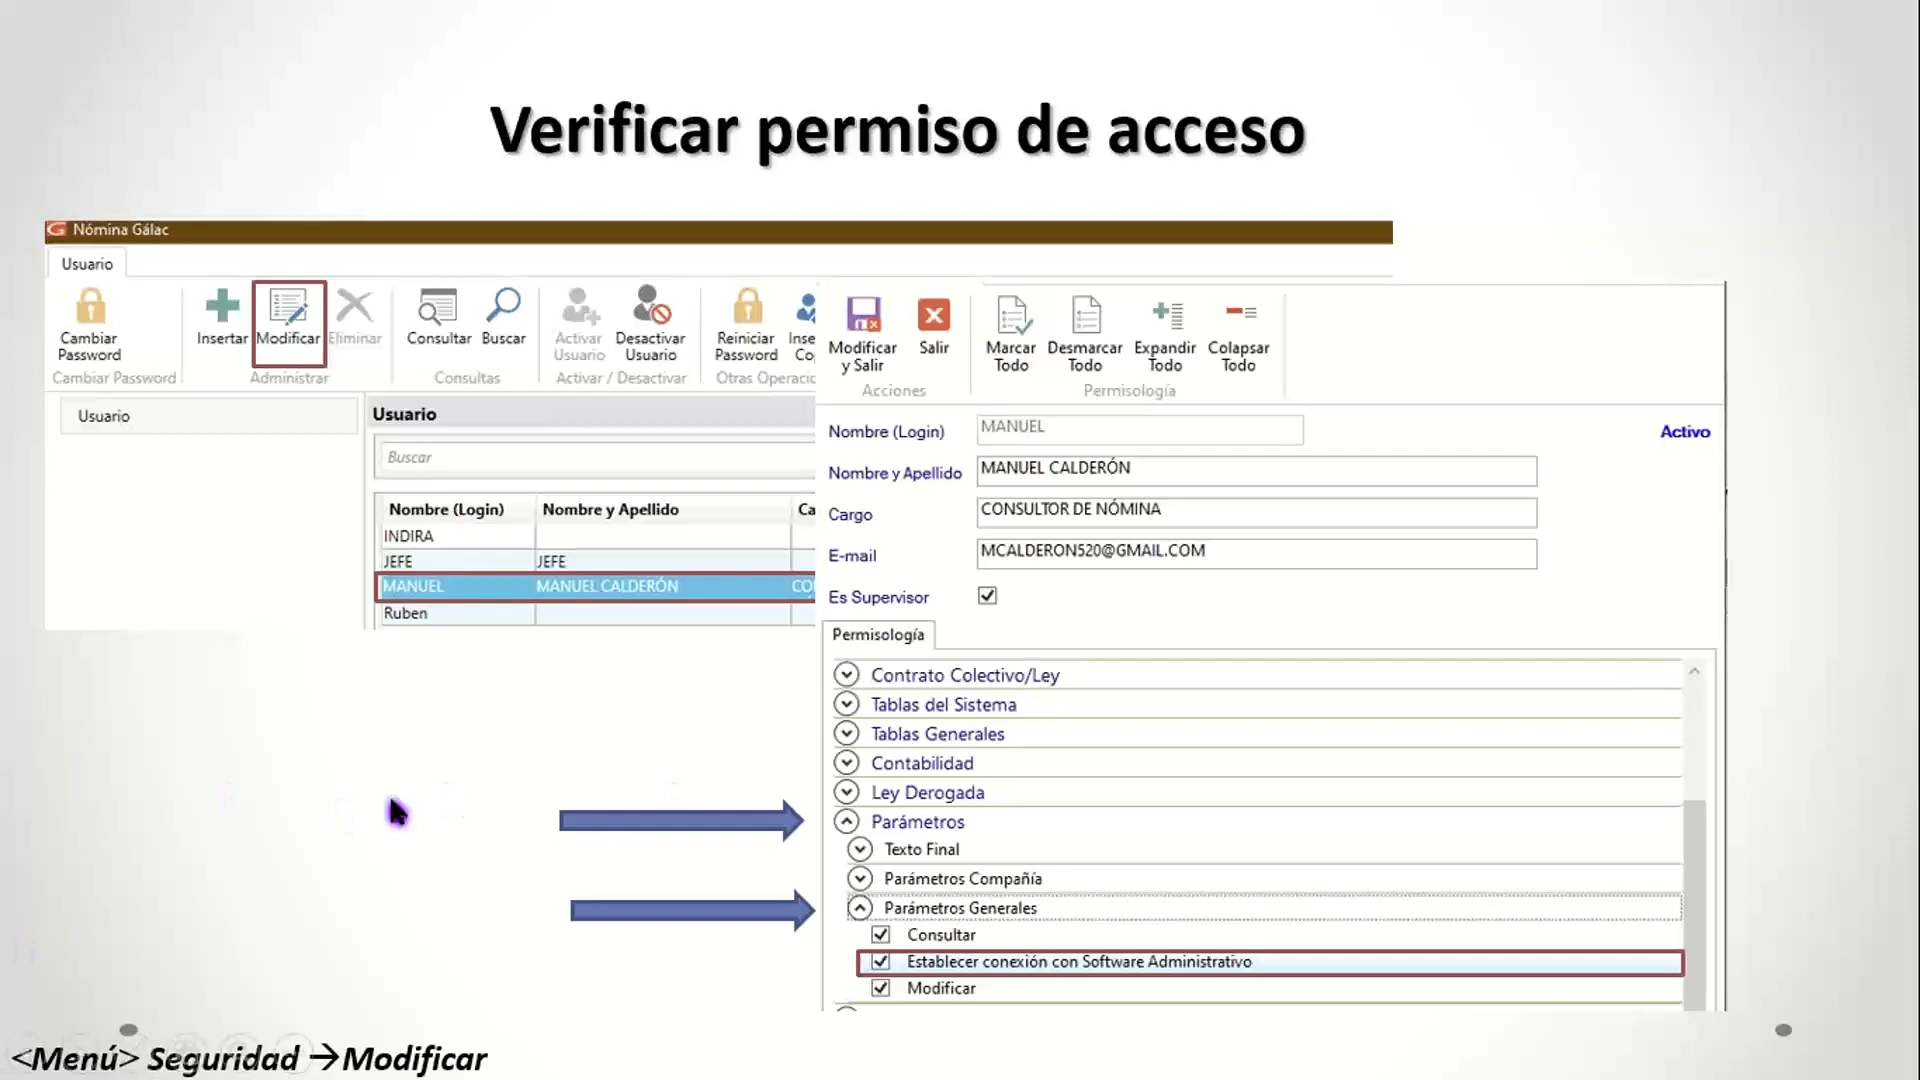 Verificar permiso de acceso
Nómina Gálac
Usuario
Cambiar Password
Insertar
Modificar
Eliminar
Consultar
Buscar
Activar Usuario
Desactivar Usuario
Reiniciar Password
Cambiar Password
Administrar
Consultas
Activar / Desactivar
Usuario
Usuario
Buscar
Nombre (Login) Nombre y Apellido
INDIRA
JEFE JEFE
MANUEL MANUEL CALDERÓN
Ruben
Modificar y Salir
Salir
Marcar Todo
Desmarcar Todo
Expandir Todo
Colapsar Todo
Acciones
Permisología
Nombre (Login) MANUEL Activo
Nombre y Apellido MANUEL CALDERÓN
Cargo CONSULTOR DE NÓMINA
E-mail MCALDERON520@GMAIL.COM
Es Supervisor
Permisología
Contrato Colectivo/Ley
Tablas del Sistema
Tablas Generales
Contabilidad
Ley Derogada
Parámetros
Texto Final
Parámetros Compañía
Parámetros Generales
Consultar
Establecer conexión con Software Administrativo
Modificar
<Menú> Seguridad →Modificar